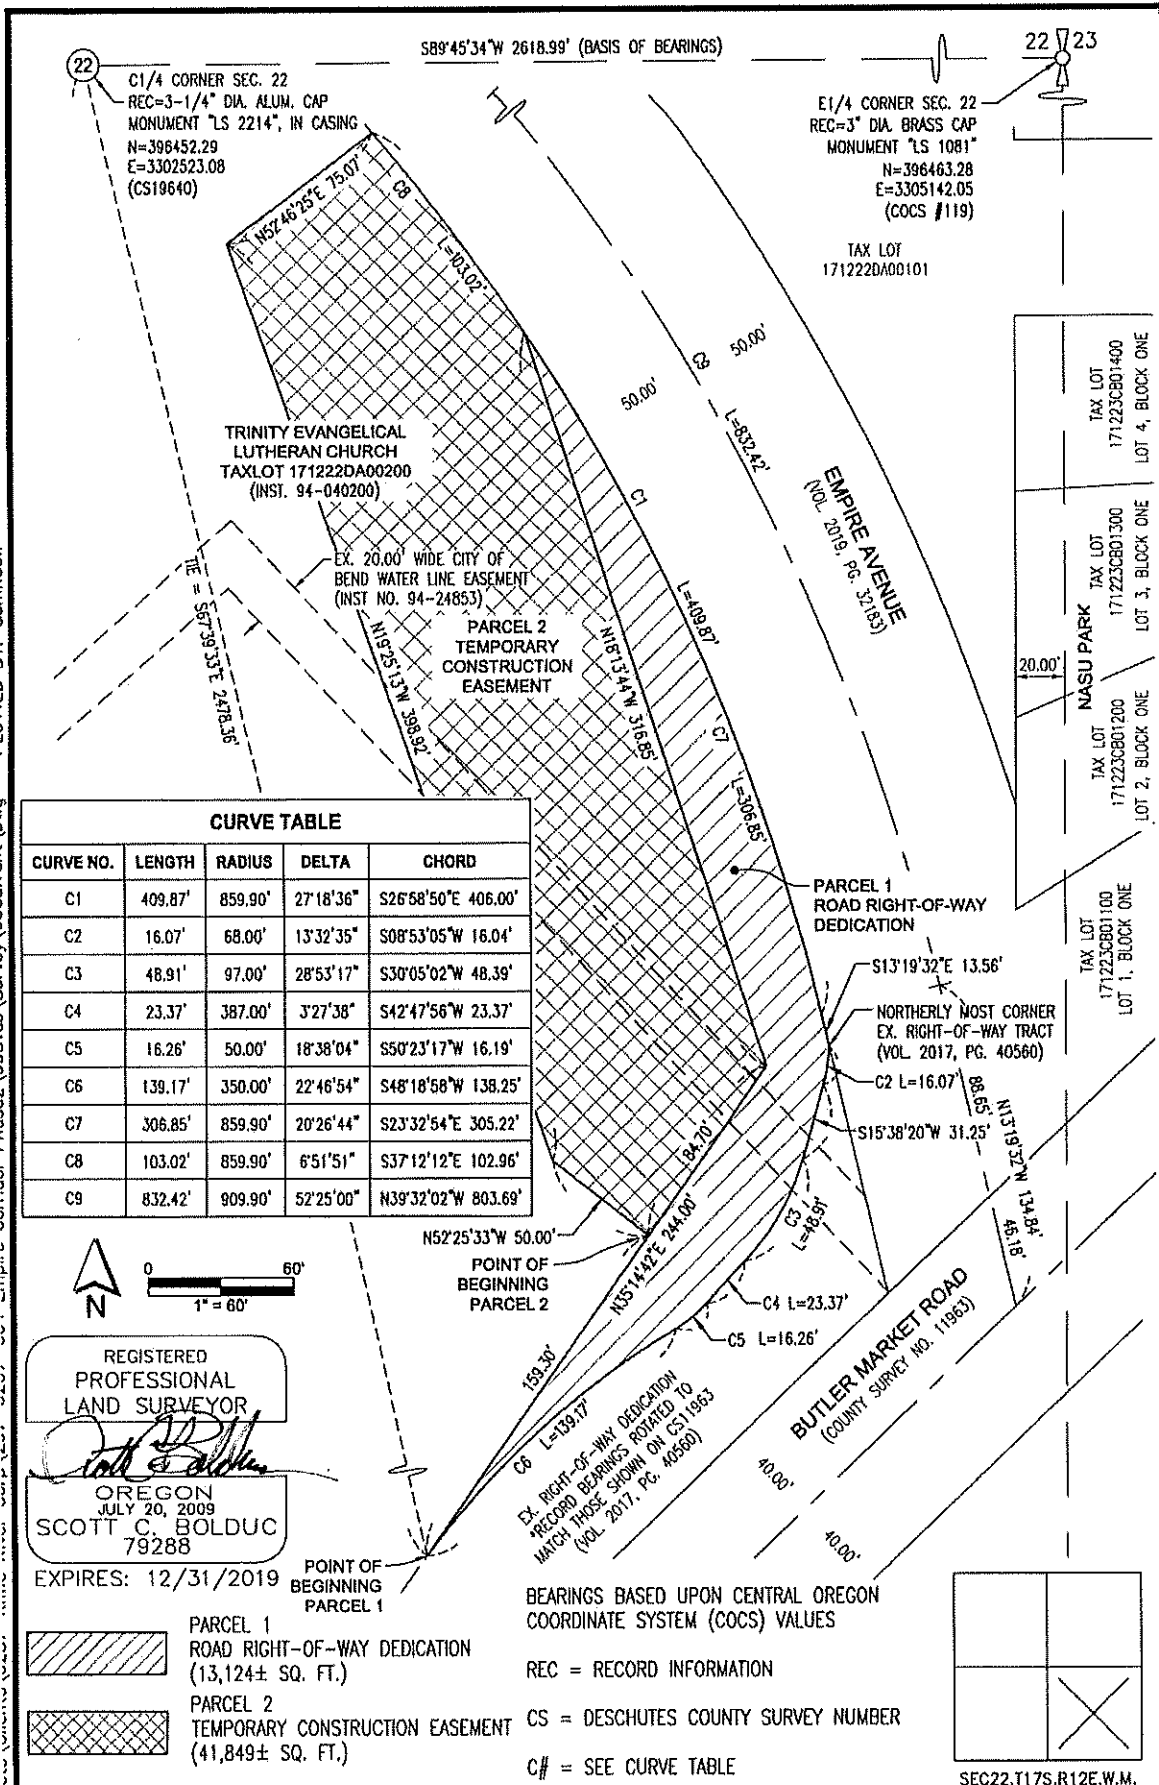 S89°45'34"W 2618.99' (BASIS OF BEARINGS)
22
22 23
C1/4 CORNER SEC. 22
REC=3-1/4" DIA. ALUM. CAP
MONUMENT "LS 2214", IN CASING
N=396452.29
E=3302523.08
(CS19640)
E1/4 CORNER SEC. 22
REC=3" DIA. BRASS CAP
MONUMENT "LS 1081"
N=396463.28
E=3305142.05
(COCS #119)
TAX LOT
171222DA00101
N52°46'25"E 75.07'
C8
L=103.02'
C9
50.00'
50.00'
L=832.42'
TRINITY EVANGELICAL
LUTHERAN CHURCH
TAXLOT 171222DA00200
(INST. 94-040200)
C1
L=409.87'
EMPIRE AVENUE
(VOL. 2019, PG. 32183)
TAX LOT
171223CB01400
LOT 4, BLOCK ONE
TAX LOT
171223CB01300
LOT 3, BLOCK ONE
NASU PARK
20.00'
TAX LOT
171223CB01200
LOT 2, BLOCK ONE
TAX LOT
171223CB01100
LOT 1, BLOCK ONE
EX. 20.00' WIDE CITY OF
BEND WATER LINE EASEMENT
(INST NO. 94-24853)
TIE = S67°39'33"E 2478.36'
N19°25'13"W 398.92'
PARCEL 2
TEMPORARY
CONSTRUCTION
EASEMENT
N18°13'44"W 316.85'
C7
L=306.85'
CURVE TABLE
CURVE NO. LENGTH RADIUS DELTA CHORD
C1 409.87' 859.90' 27°18'36" S26°58'50"E 406.00'
C2 16.07' 68.00' 13°32'35" S08°53'05"W 16.04'
C3 48.91' 97.00' 28°53'17" S30°05'02"W 48.39'
C4 23.37' 387.00' 3°27'38" S42°47'56"W 23.37'
C5 16.26' 50.00' 18°38'04" S50°23'17"W 16.19'
C6 139.17' 350.00' 22°46'54" S48°18'58"W 138.25'
C7 306.85' 859.90' 20°26'44" S23°32'54"E 305.22'
C8 103.02' 859.90' 6°51'51" S37°12'12"E 102.96'
C9 832.42' 909.90' 52°25'00" N39°32'02"W 803.69'
PARCEL 1
ROAD RIGHT-OF-WAY
DEDICATION
S13°19'32"E 13.56'
NORTHERLY MOST CORNER
EX. RIGHT-OF-WAY TRACT
(VOL. 2017, PG. 40560)
C2 L=16.07'
S15°38'20"W 31.25'
88.65'
N13°19'32"W 134.84'
46.18'
84.70'
N35°14'42"E 244.00'
159.30'
C3
L=48.91'
N52°25'33"W 50.00'
POINT OF
BEGINNING
PARCEL 2
C4 L=23.37'
C5 L=16.26'
C6 L=139.17'
BUTLER MARKET ROAD
(COUNTY SURVEY NO. 11963)
40.00'
40.00'
EX. RIGHT-OF-WAY DEDICATION
*RECORD BEARINGS ROTATED TO
MATCH THOSE SHOWN ON CS11963
(VOL. 2017, PG. 40560)
N
0 60'
1" = 60'
REGISTERED
PROFESSIONAL
LAND SURVEYOR
OREGON
JULY 20, 2009
SCOTT C. BOLDUC
79288
EXPIRES: 12/31/2019
POINT OF
BEGINNING
PARCEL 1
PARCEL 1
ROAD RIGHT-OF-WAY DEDICATION
(13,124± SQ. FT.)
PARCEL 2
TEMPORARY CONSTRUCTION EASEMENT
(41,849± SQ. FT.)
BEARINGS BASED UPON CENTRAL OREGON
COORDINATE SYSTEM (COCS) VALUES
REC = RECORD INFORMATION
CS = DESCHUTES COUNTY SURVEY NUMBER
C# = SEE CURVE TABLE
SEC22,T17S,R12E,W.M.